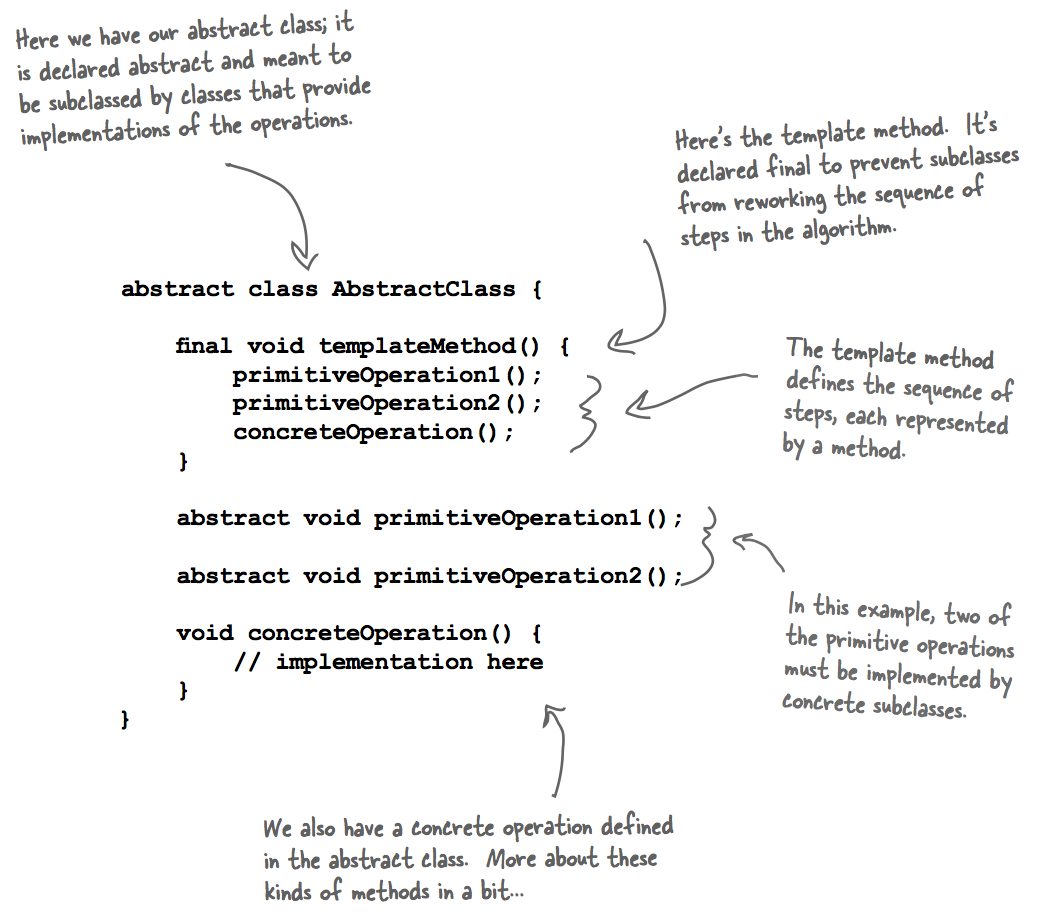 Here we have our abstract class; it
is declared abstract and meant to
be subclassed by classes that provide
implementations of the operations.
Here's the template method. It's
declared final to prevent subclasses
from reworking the sequence of
steps in the algorithm.
abstract class AbstractClass {
final void templateMethod() {
primitiveOperation1();
primitiveOperation2();
concreteOperation();
}
The template method
defines the sequence of
steps, each represented
by a method.
abstract void primitiveOperation1();
abstract void primitiveOperation2();
void concreteOperation() {
// implementation here
}
}
In this example, two of
the primitive operations
must be implemented by
concrete subclasses.
We also have a concrete operation defined
in the abstract class. More about these
kinds of methods in a bit...